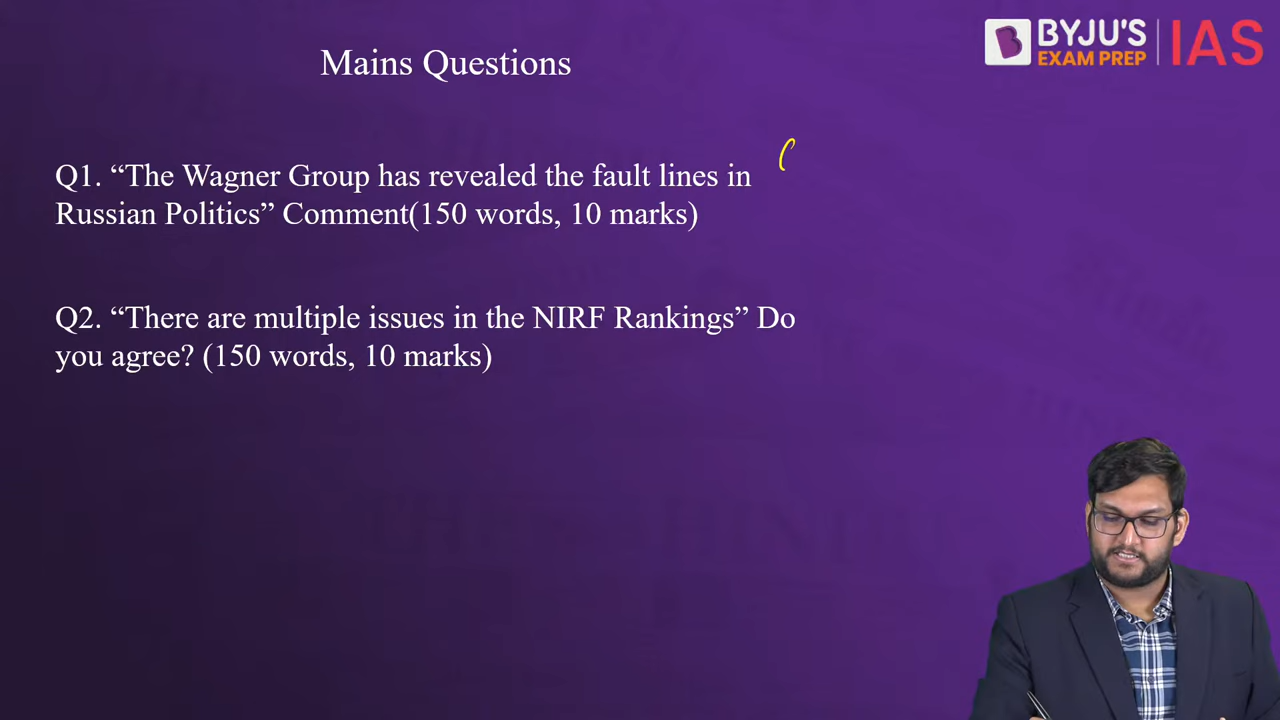 Mains Questions
BYJU'S
EXAM PREP
IAS
Q1. “The Wagner Group has revealed the fault lines in
Russian Politics” Comment(150 words, 10 marks)
Q2. “There are multiple issues in the NIRF Rankings” Do
you agree? (150 words, 10 marks)